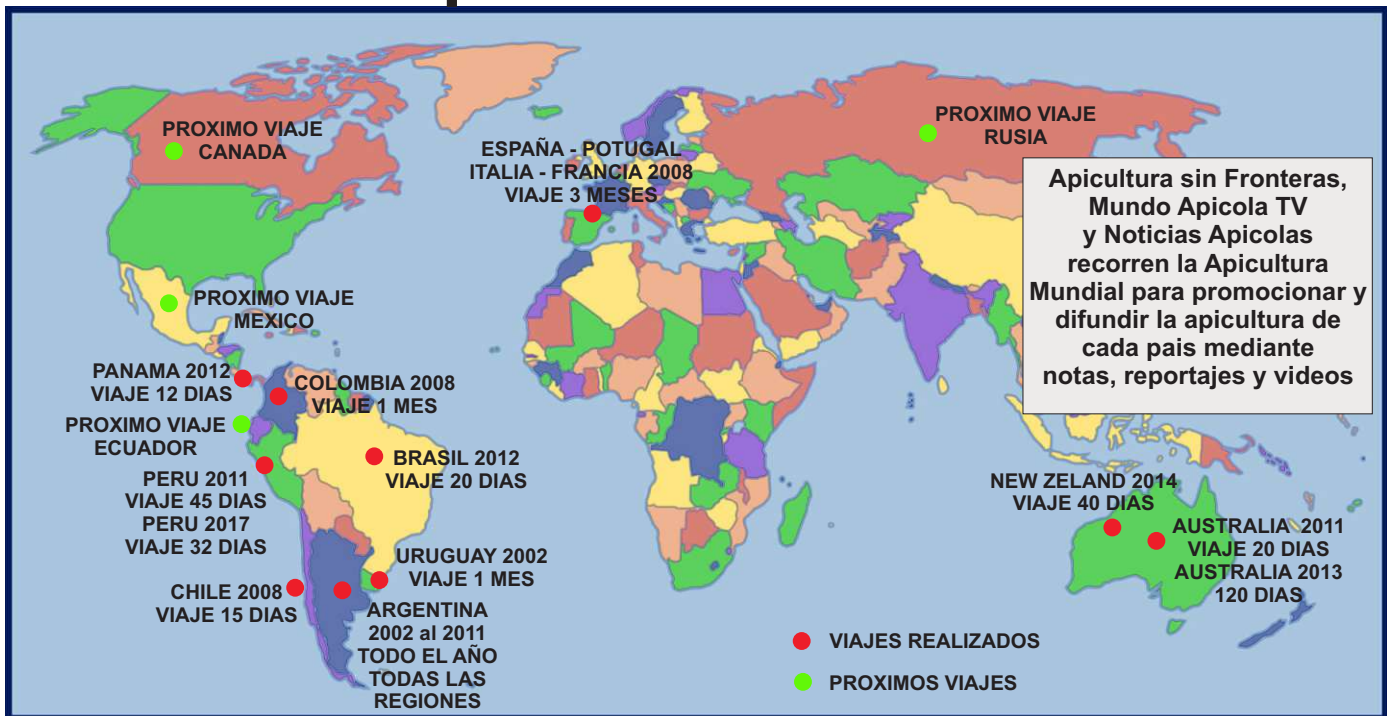 PROXIMO VIAJE
CANADA
ESPAÑA - POTUGAL
ITALIA - FRANCIA 2008
VIAJE 3 MESES
PROXIMO VIAJE
RUSIA
Apicultura sin Fronteras,
Mundo Apicola TV
y Noticias Apicolas
recorren la Apicultura
Mundial para promocionar y
difundir la apicultura de
cada pais mediante
notas, reportajes y videos
PROXIMO VIAJE
MEXICO
PANAMA 2012
VIAJE 12 DIAS
COLOMBIA 2008
VIAJE 1 MES
PROXIMO VIAJE
ECUADOR
BRASIL 2012
VIAJE 20 DIAS
PERU 2011
VIAJE 45 DIAS
PERU 2017
VIAJE 32 DIAS
NEW ZELAND 2014
VIAJE 40 DIAS
AUSTRALIA 2011
VIAJE 20 DIAS
AUSTRALIA 2013
120 DIAS
URUGUAY 2002
VIAJE 1 MES
CHILE 2008
VIAJE 15 DIAS
ARGENTINA
2002 al 2011
TODO EL AÑO
TODAS LAS
REGIONES
VIAJES REALIZADOS
PROXIMOS VIAJES